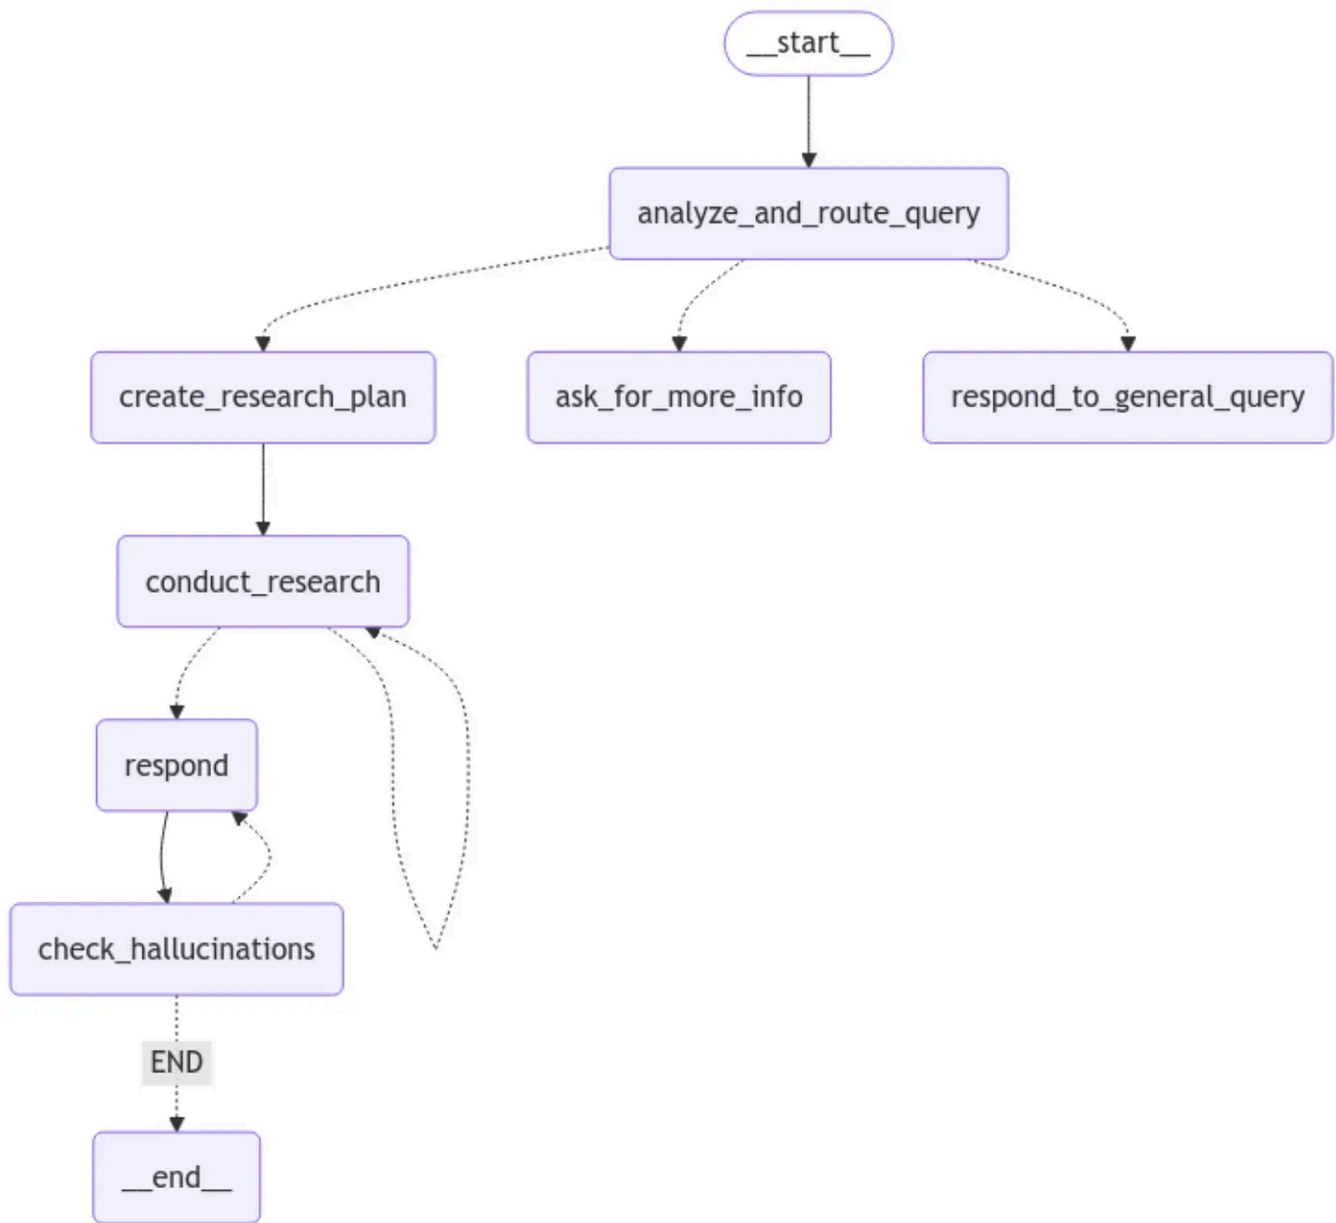 __start__
analyze_and_route_query
create_research_plan
ask_for_more_info
respond_to_general_query
conduct_research
respond
check_hallucinations
END
__end__